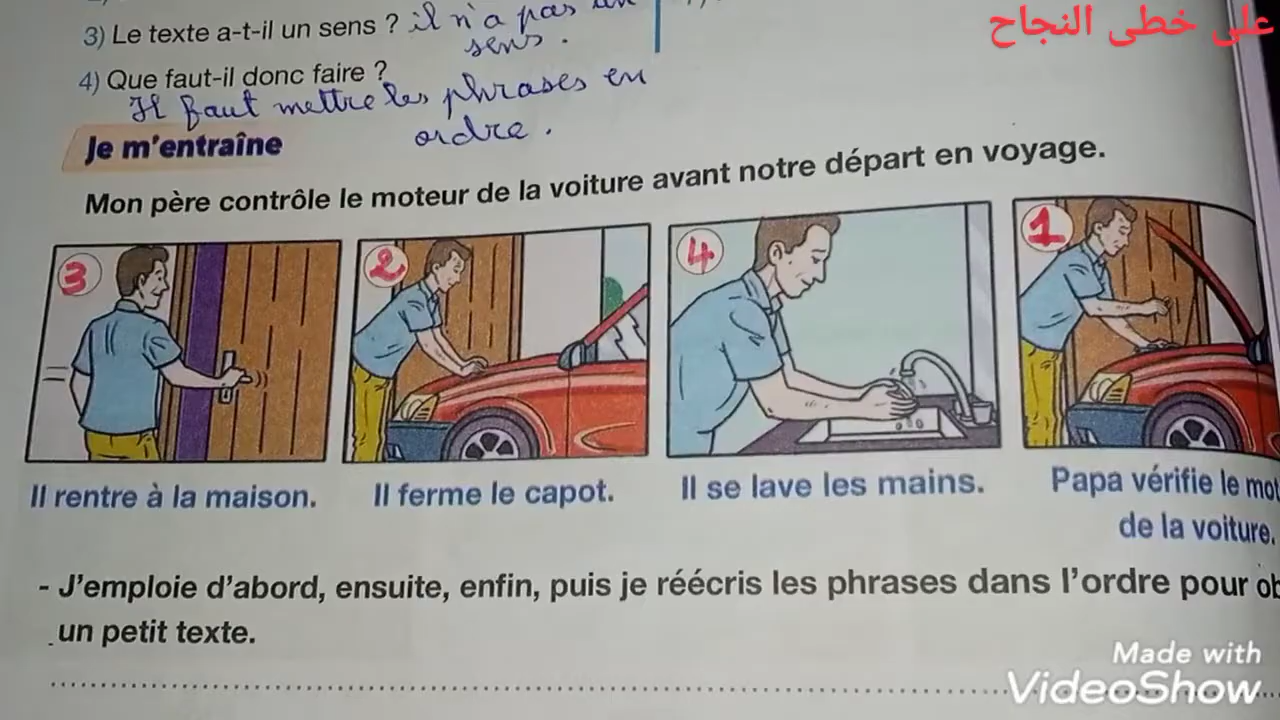 على خطى النجاح
3) Le texte a-t-il un sens ? il n'a pas un
sens.
4) Que faut-il donc faire ?
Il faut mettre les phrases en
ordre.
Je m'entraîne
Mon père contrôle le moteur de la voiture avant notre départ en voyage.
3 2 4 1
Il rentre à la maison. Il ferme le capot. Il se lave les mains. Papa vérifie le mot
de la voiture.
- J'emploie d'abord, ensuite, enfin, puis je réécris les phrases dans l'ordre pour ob
un petit texte.
Made with
VideoShow